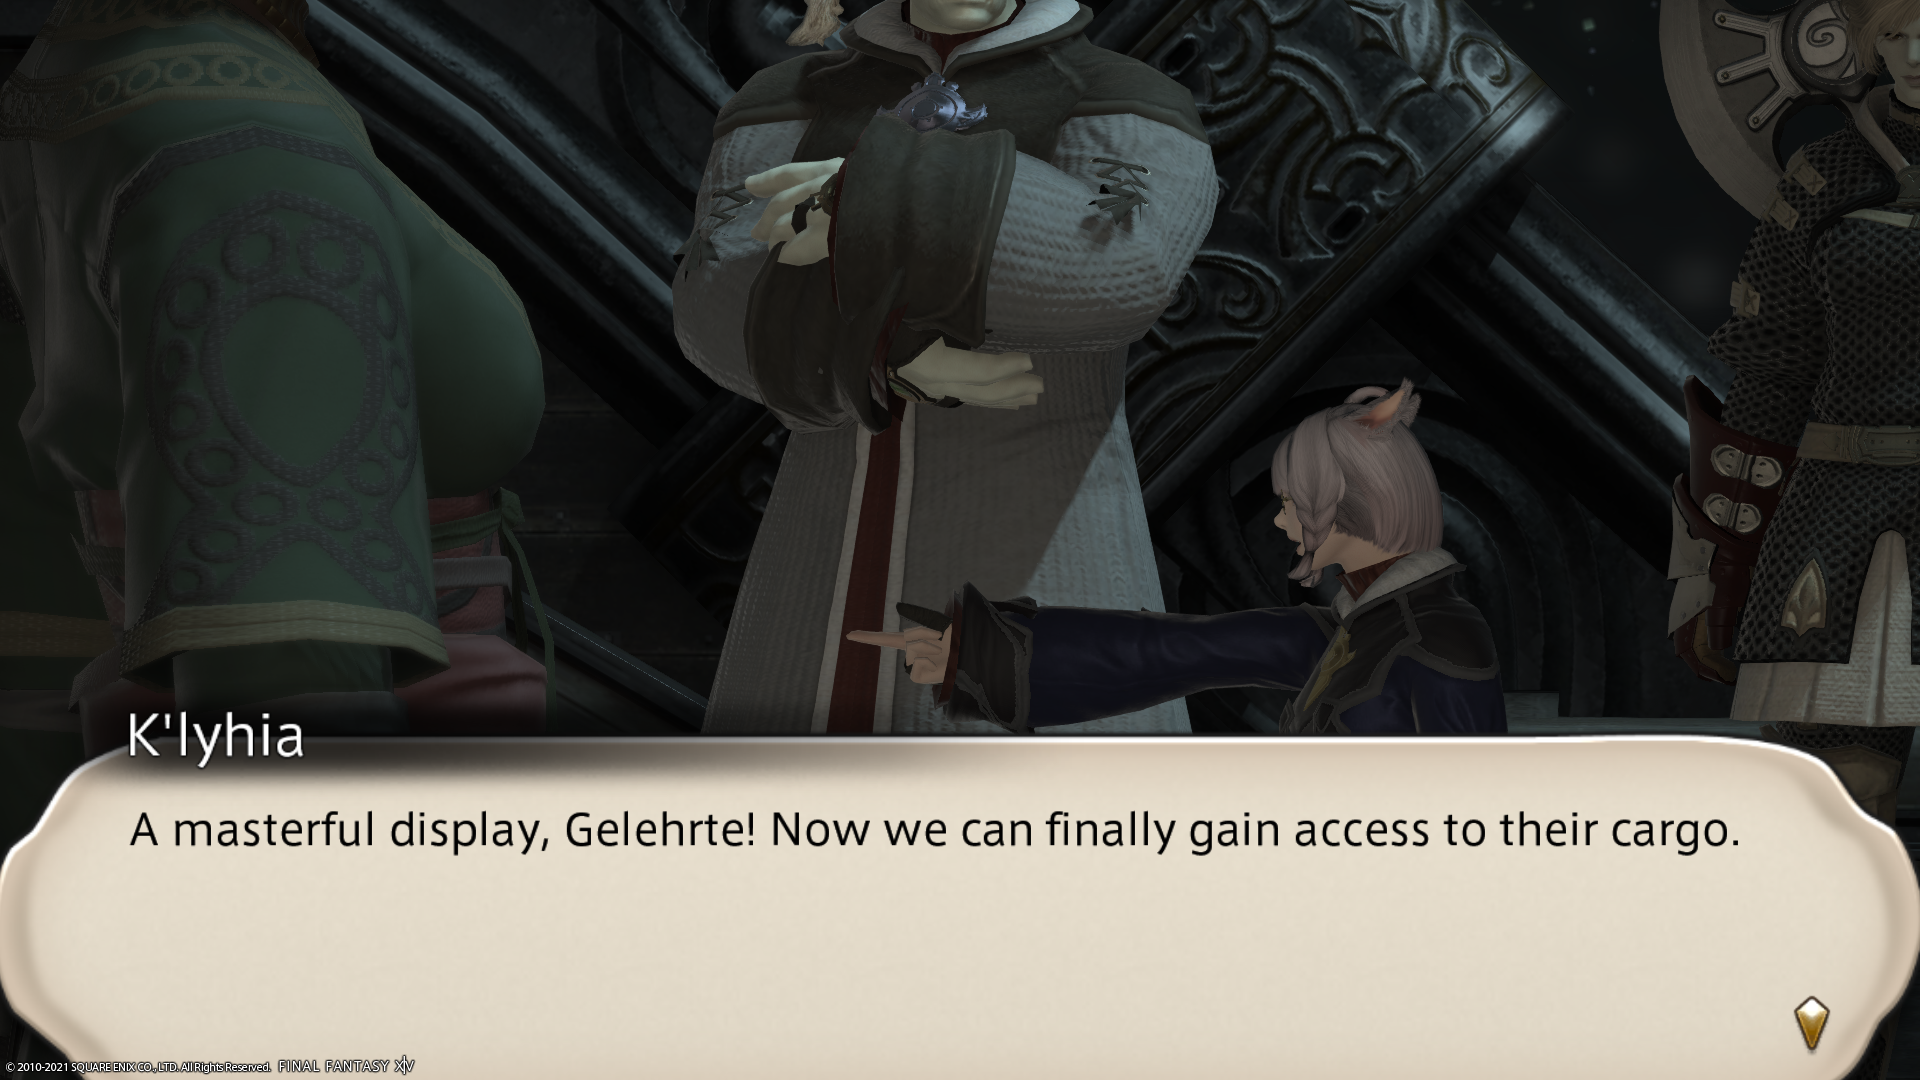 K'lyhia
A masterful display, Gelehrte! Now we can finally gain access to their cargo.
© 2010-2021 SQUARE ENIX CO., LTD. All Rights Reserved. FINAL FANTASY XIV